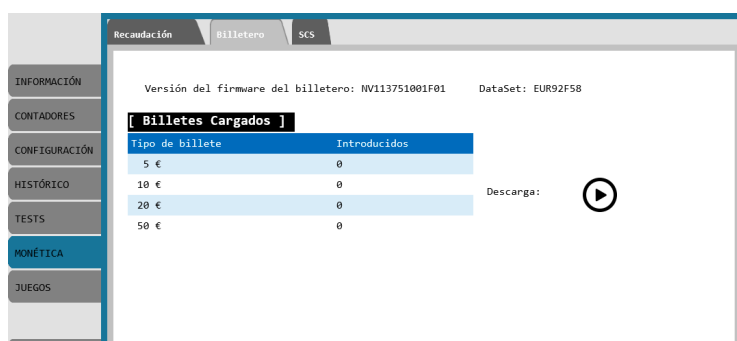 Recaudación Billetero SCS
INFORMACIÓN
CONTADORES
CONFIGURACIÓN
HISTÓRICO
TESTS
MONÉTICA
JUEGOS
Versión del firmware del billetero: NV113751001F01 DataSet: EUR92F58
[ Billetes Cargados ]
Tipo de billete Introducidos
5 € 0
10 € 0
20 € 0
50 € 0
Descarga: